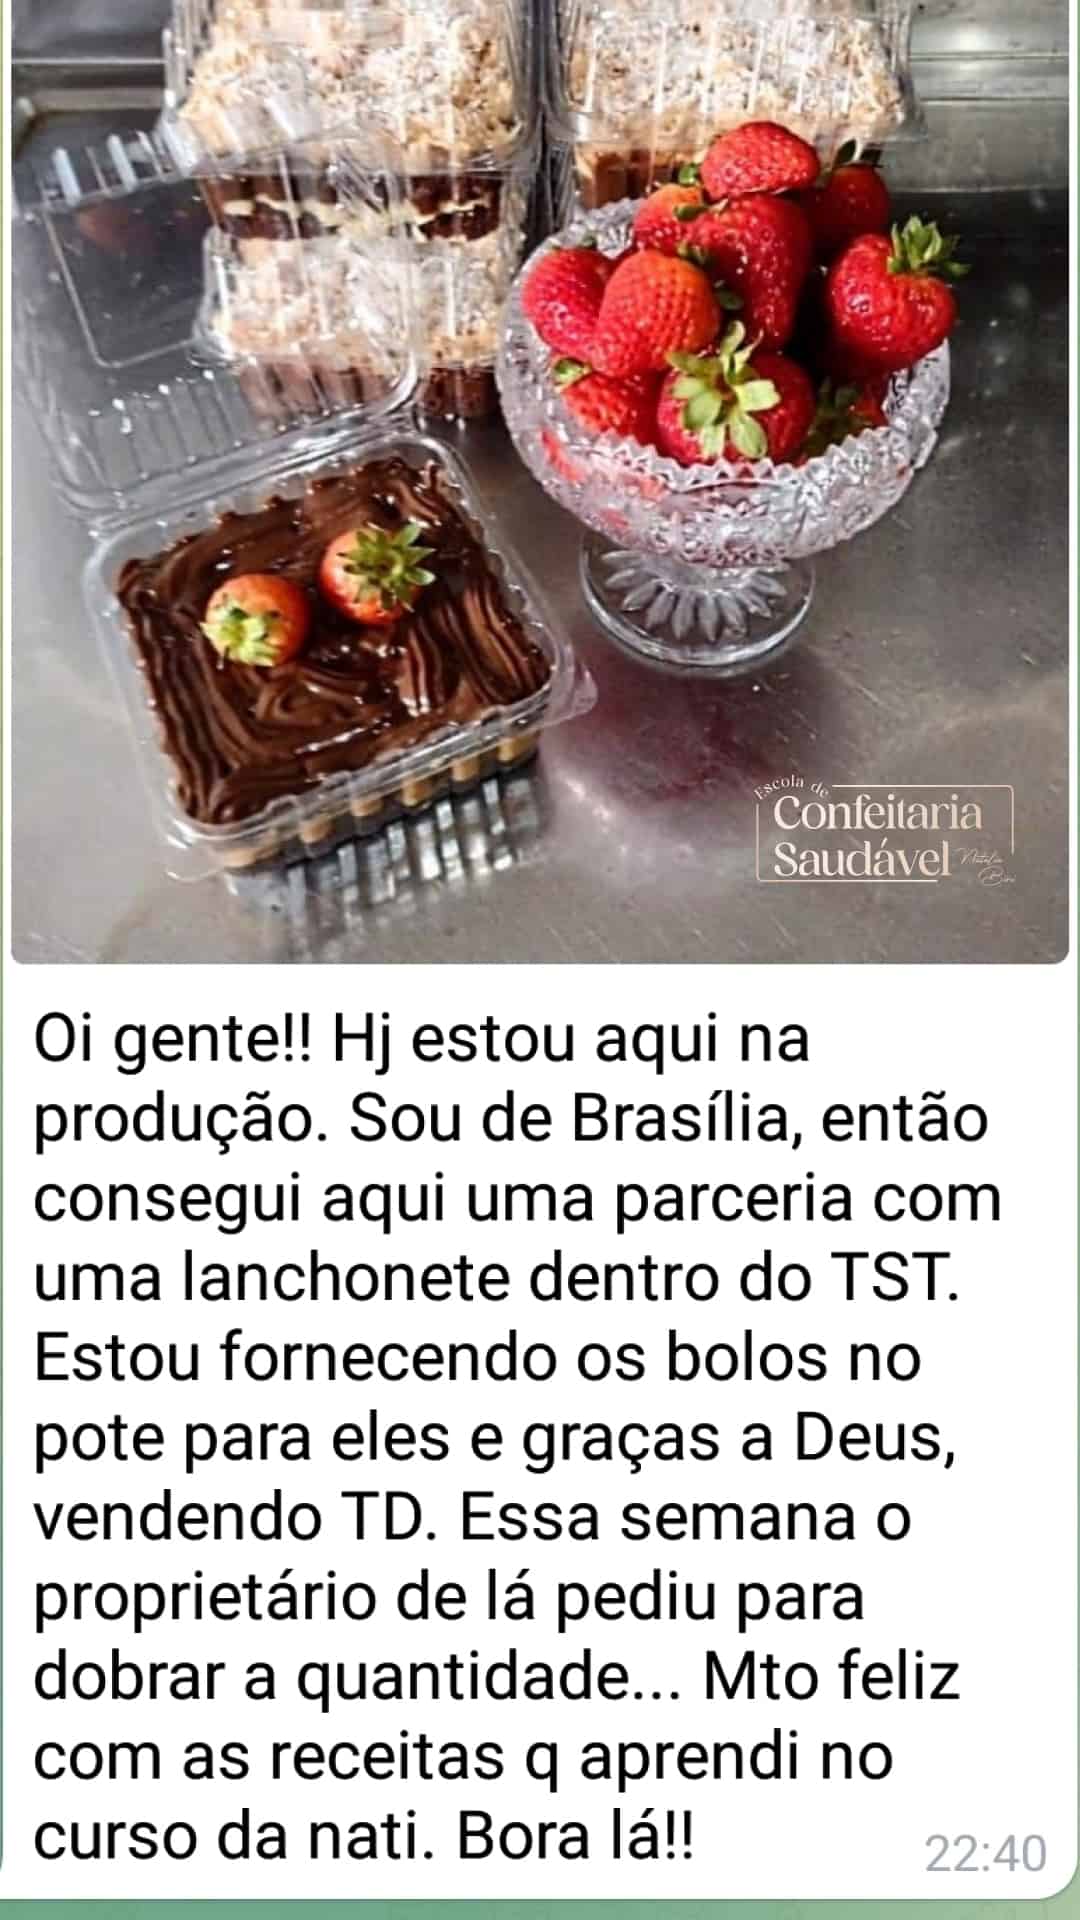 Escola de
Confeitaria
Saudável
Oi gente!! Hj estou aqui na
produção. Sou de Brasília, então
consegui aqui uma parceria com
uma lanchonete dentro do TST.
Estou fornecendo os bolos no
pote para eles e graças a Deus,
vendendo TD. Essa semana o
proprietário de lá pediu para
dobrar a quantidade... Mto feliz
com as receitas q aprendi no
curso da nati. Bora lá!!
22:40